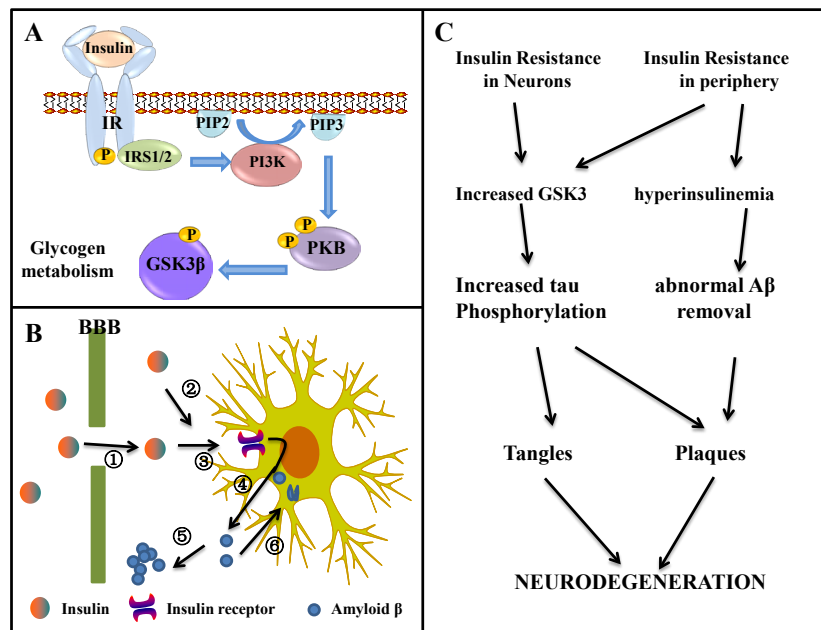 A
Insulin
IR
P
IRS1/2
PIP2
PI3K
PIP3
P
P
PKB
P
GSK3β
Glycogen
metabolism
B
BBB
①
②
③
④
⑤
⑥
Insulin
Insulin receptor
Amyloid β
C
Insulin Resistance
in Neurons
Insulin Resistance
in periphery
Increased GSK3
hyperinsulinemia
Increased tau
Phosphorylation
abnormal Aβ
removal
Tangles
Plaques
NEURODEGENERATION